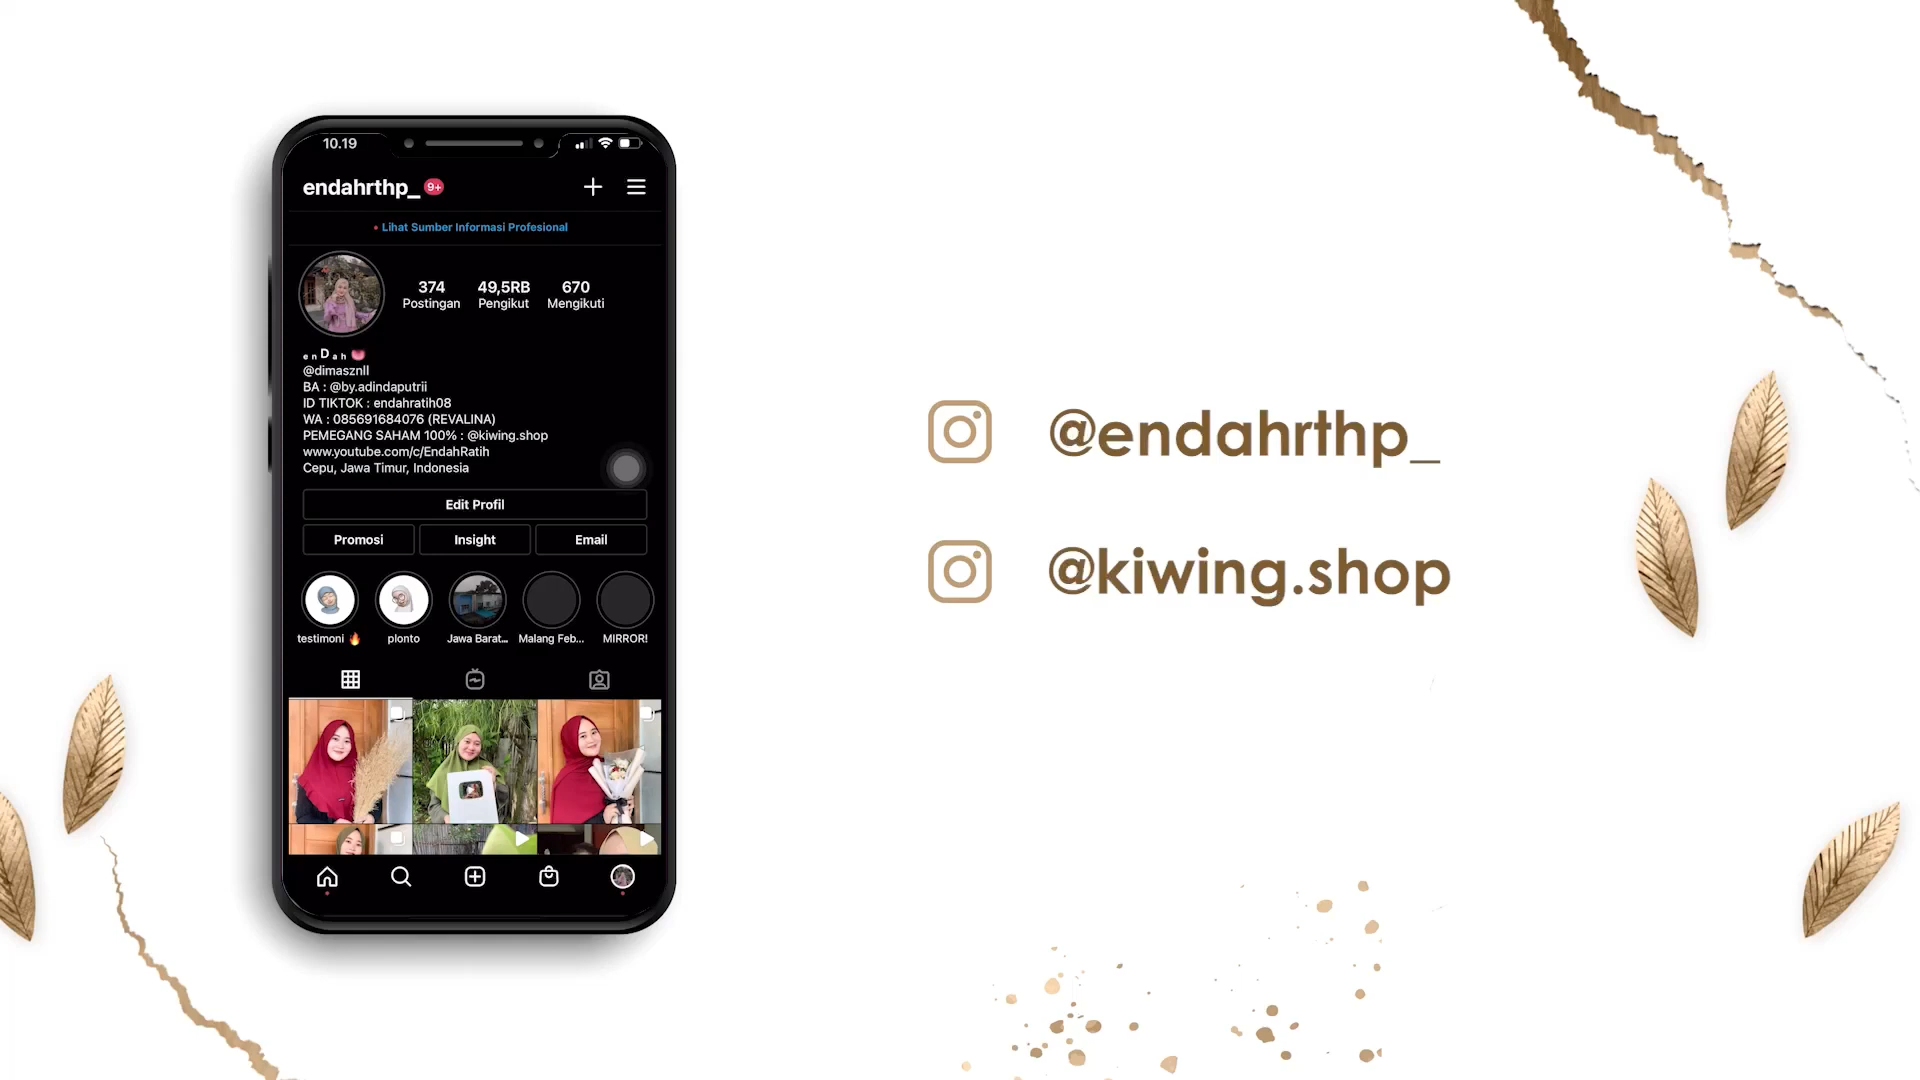 10.19
endahrthp_ 9+
• Lihat Sumber Informasi Profesional
374 49,5RB 670
Postingan Pengikut Mengikuti
ₑₙDₐₕ 👅
@dimasznll
BA : @by.adindaputrii
ID TIKTOK : endahratih08
WA : 085691684076 (REVALINA)
PEMEGANG SAHAM 100% : @kiwing.shop
www.youtube.com/c/EndahRatih
Cepu, Jawa Timur, Indonesia
Edit Profil
Promosi Insight Email
testimoni 🔥 plonto Jawa Barat... Malang Feb... MIRROR!
@endahrthp_
@kiwing.shop